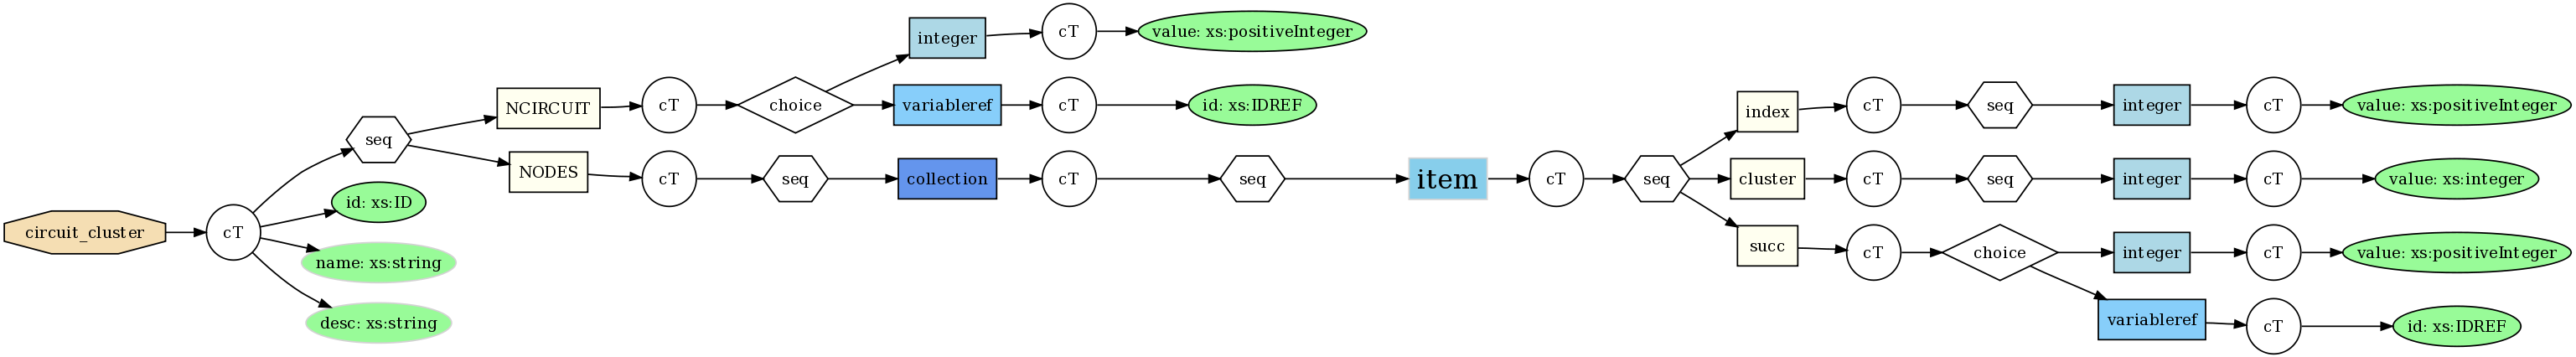 circuit_cluster
cT
seq
id: xs:ID
name: xs:string
desc: xs:string
NCIRCUIT
cT
choice
integer
cT
value: xs:positiveInteger
variableref
cT
id: xs:IDREF
NODES
cT
seq
collection
cT
seq
item
cT
seq
index
cT
seq
integer
cT
value: xs:positiveInteger
cluster
cT
seq
integer
cT
value: xs:integer
succ
cT
choice
integer
cT
value: xs:positiveInteger
variableref
cT
id: xs:IDREF